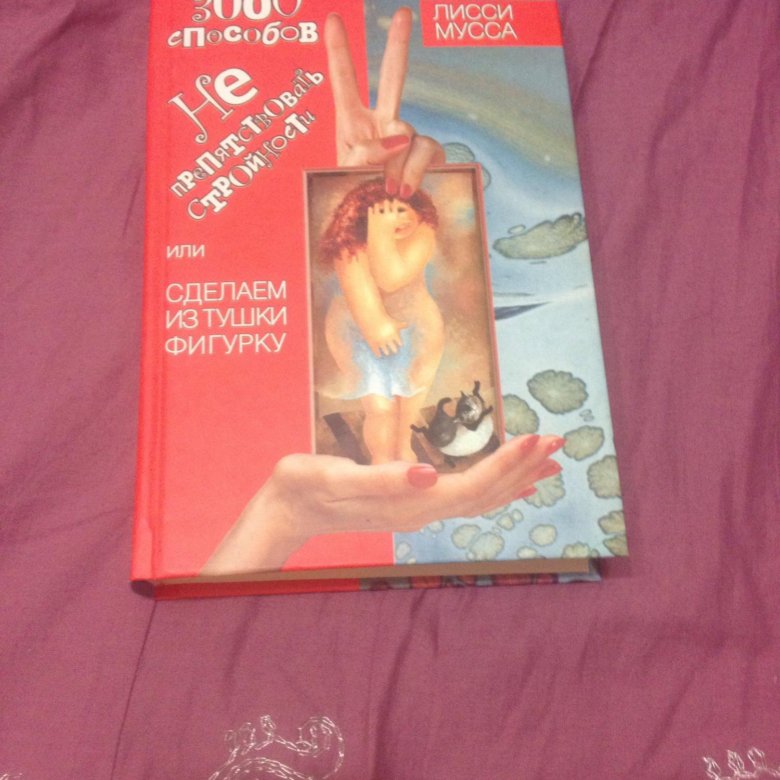 3000
способов
Не
препятствовать
стройности
или
СДЕЛАЕМ
ИЗ ТУШКИ
ФИГУРКУ
ЛИССИ
МУССА